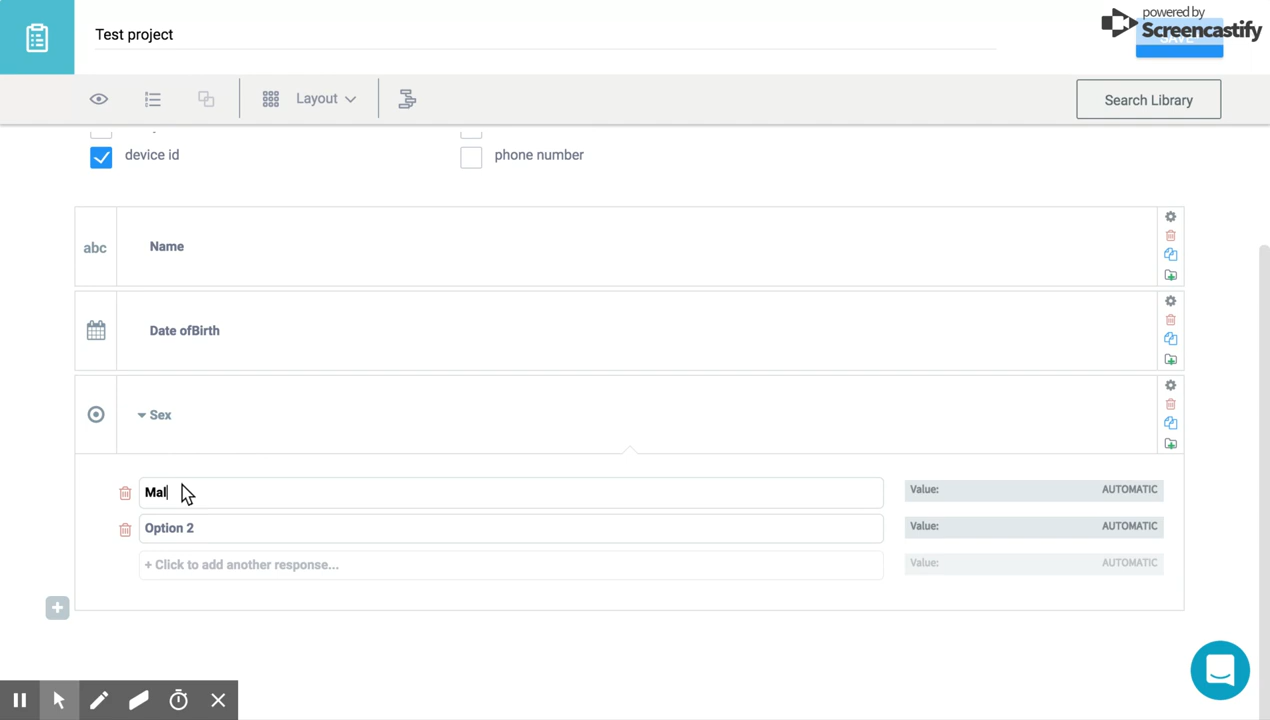 Test project
powered by
Screencastify
SAVE
Layout
Search Library
device id
phone number
abc
Name
Date ofBirth
Sex
Mal
Value:
AUTOMATIC
Option 2
Value:
AUTOMATIC
+ Click to add another response...
Value:
AUTOMATIC